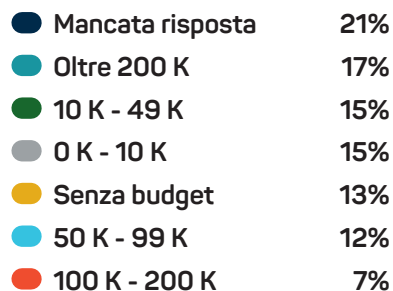 Mancata risposta 21%
Oltre 200 K 17%
10 K - 49 K 15%
0 K - 10 K 15%
Senza budget 13%
50 K - 99 K 12%
100 K - 200 K 7%